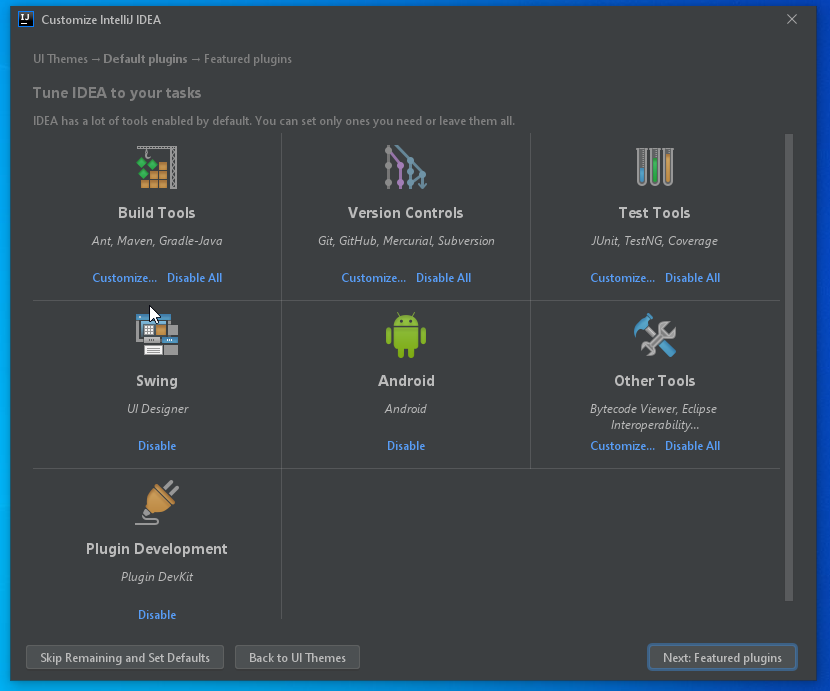 IJ
Customize IntelliJ IDEA
UI Themes → Default plugins → Featured plugins
Tune IDEA to your tasks
IDEA has a lot of tools enabled by default. You can set only ones you need or leave them all.
Build Tools
Ant, Maven, Gradle-Java
Customize... Disable All
Version Controls
Git, GitHub, Mercurial, Subversion
Customize... Disable All
Test Tools
JUnit, TestNG, Coverage
Customize... Disable All
Swing
UI Designer
Disable
Android
Android
Disable
Other Tools
Bytecode Viewer, Eclipse
Interoperability...
Customize... Disable All
Plugin Development
Plugin DevKit
Disable
Skip Remaining and Set Defaults
Back to UI Themes
Next: Featured plugins